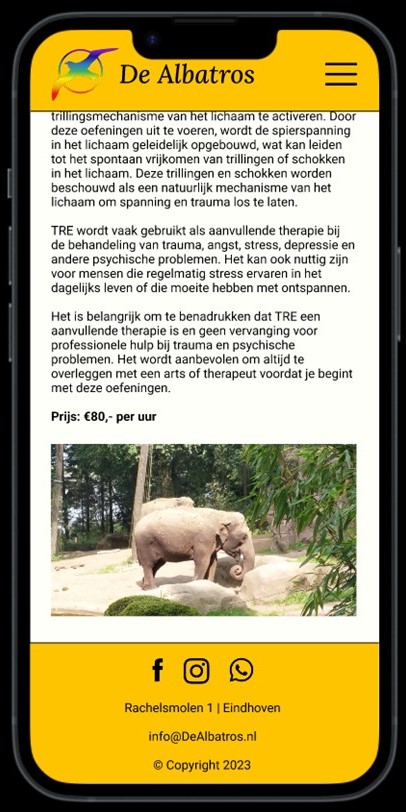 De Albatros
trillingsmechanisme van het lichaam te activeren. Door
deze oefeningen uit te voeren, wordt de spierspanning
in het lichaam geleidelijk opgebouwd, wat kan leiden
tot het spontaan vrijkomen van trillingen of schokken
in het lichaam. Deze trillingen en schokken worden
beschouwd als een natuurlijk mechanisme van het
lichaam om spanning en trauma los te laten.
TRE wordt vaak gebruikt als aanvullende therapie bij
de behandeling van trauma, angst, stress, depressie en
andere psychische problemen. Het kan ook nuttig zijn
voor mensen die regelmatig stress ervaren in het
dagelijks leven of die moeite hebben met ontspannen.
Het is belangrijk om te benadrukken dat TRE een
aanvullende therapie is en geen vervanging voor
professionele hulp bij trauma en psychische
problemen. Het wordt aanbevolen om altijd te
overleggen met een arts of therapeut voordat je begint
met deze oefeningen.
Prijs: €80,- per uur
Rachelsmolen 1 | Eindhoven
info@DeAlbatros.nl
© Copyright 2023